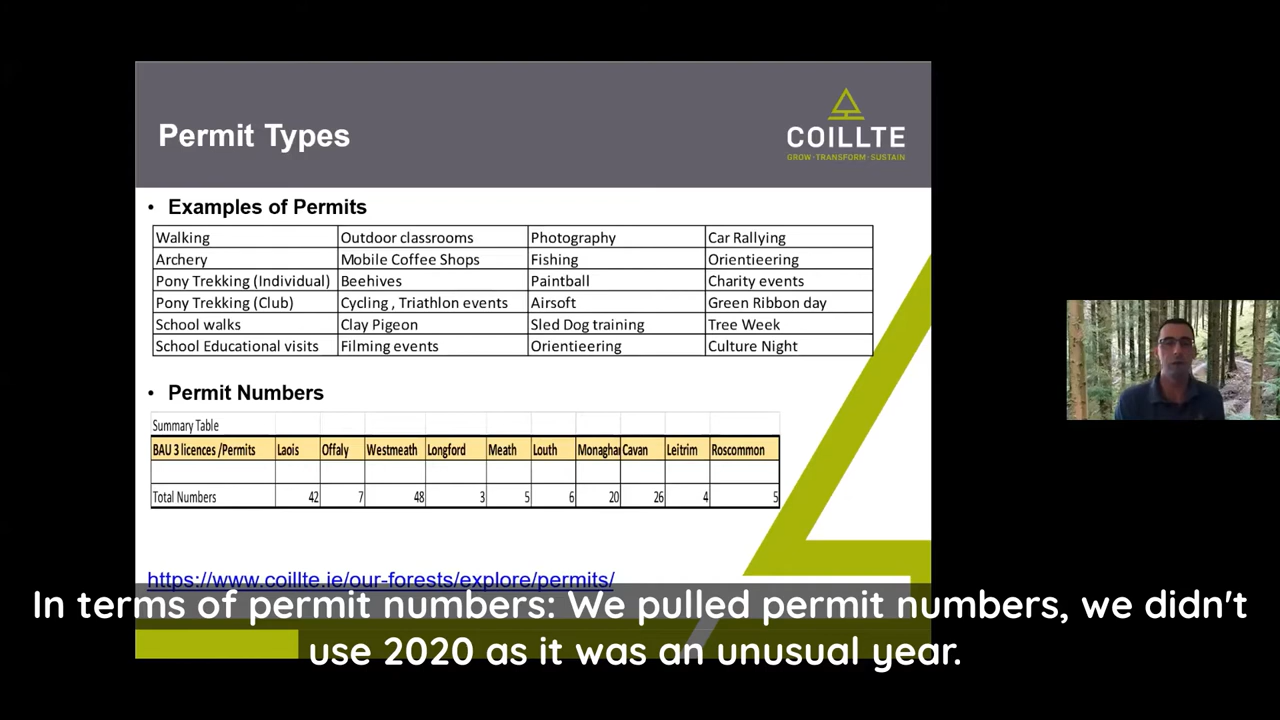 Permit Types
COILLTE
GROW·TRANSFORM·SUSTAIN
• Examples of Permits
Walking Outdoor classrooms Photography Car Rallying
Archery Mobile Coffee Shops Fishing Orientieering
Pony Trekking (Individual) Beehives Paintball Charity events
Pony Trekking (Club) Cycling , Triathlon events Airsoft Green Ribbon day
School walks Clay Pigeon Sled Dog training Tree Week
School Educational visits Filming events Orientieering Culture Night
• Permit Numbers
Summary Table
BAU 3 licences /Permits Laois Offaly Westmeath Longford Meath Louth Monaghan Cavan Leitrim Roscommon
Total Numbers 42 7 48 3 5 6 20 26 4 5
https://www.coillte.ie/our-forests/explore/permits/
In terms of permit numbers: We pulled permit numbers, we didn't
use 2020 as it was an unusual year.